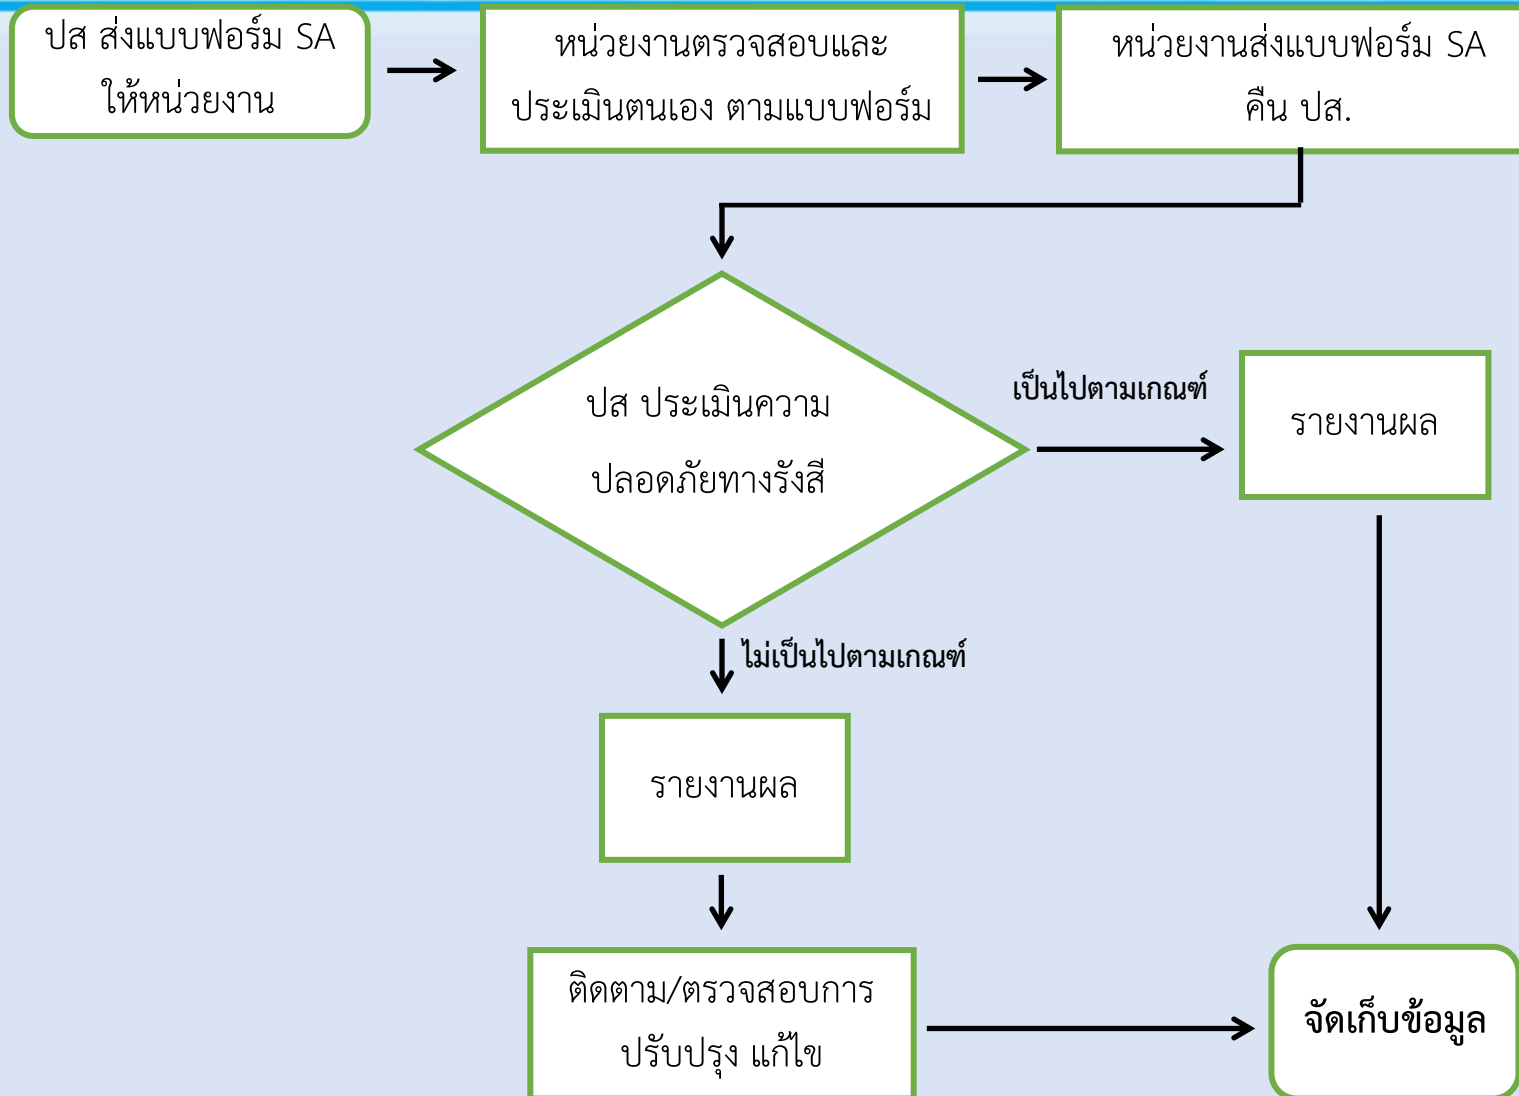 ปส ส่งแบบฟอร์ม SA
ให้หน่วยงาน
หน่วยงานตรวจสอบและ
ประเมินตนเอง ตามแบบฟอร์ม
หน่วยงานส่งแบบฟอร์ม SA
คืน ปส.
ปส ประเมินความ
ปลอดภัยทางรังสี
เป็นไปตามเกณฑ์
รายงานผล
ไม่เป็นไปตามเกณฑ์
รายงานผล
ติดตาม/ตรวจสอบการ
ปรับปรุง แก้ไข
จัดเก็บข้อมูล